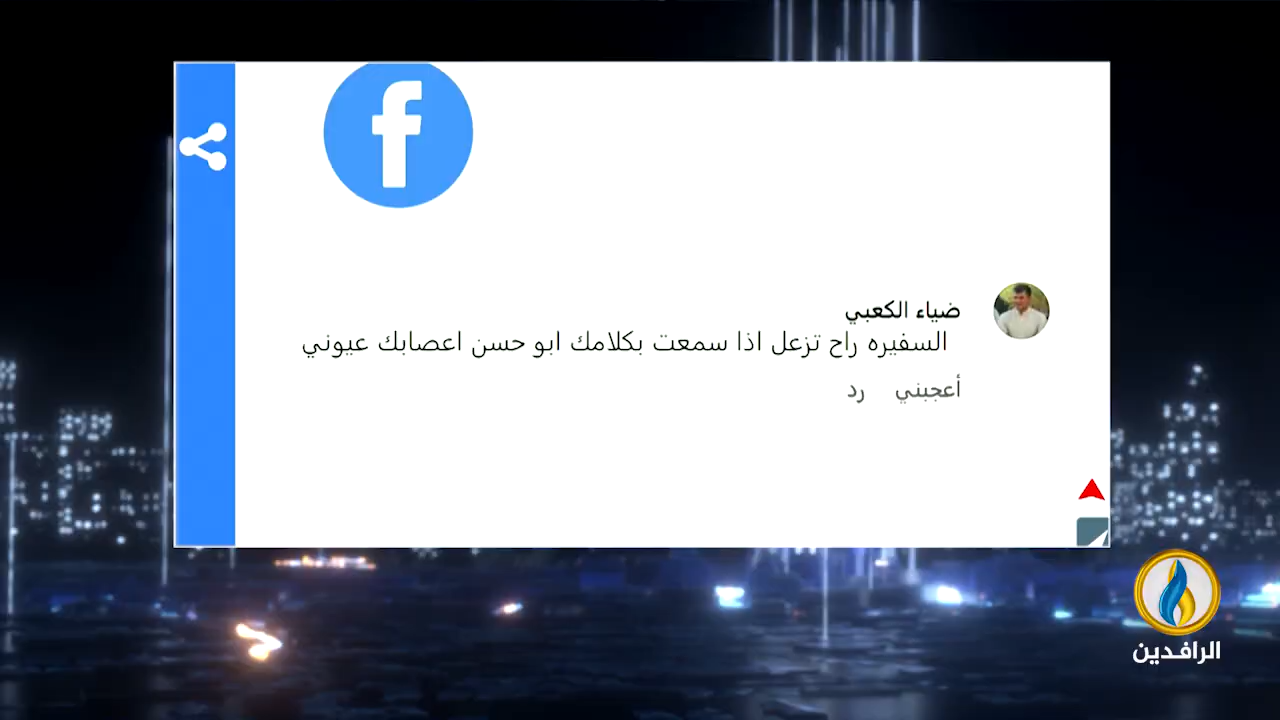 ضياء الكعبي
السفيره راح تزعل اذا سمعت بكلامك ابو حسن اعصابك عيوني
أعجبني رد
الرافدين